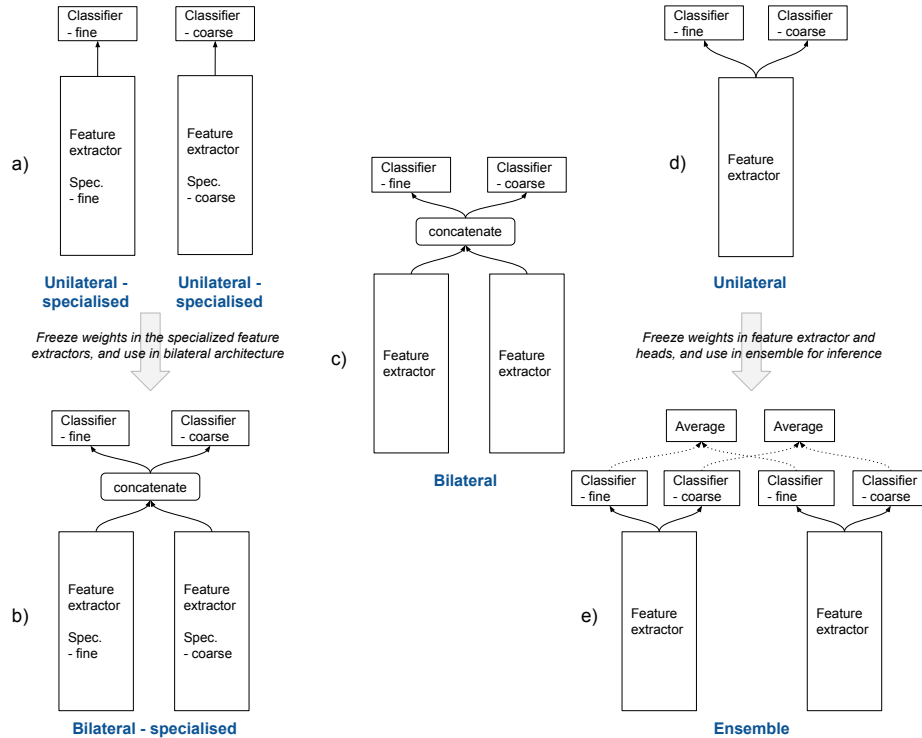 a)
Classifier
- fine
Classifier
- coarse
Feature
extractor
Spec.
- fine
Feature
extractor
Spec.
- coarse
Unilateral -
specialised
Unilateral -
specialised
Freeze weights in the specialized feature
extractors, and use in bilateral architecture
b)
Classifier
- fine
Classifier
- coarse
concatenate
Feature
extractor
Spec.
- fine
Feature
extractor
Spec.
- coarse
Bilateral - specialised
c)
Classifier
- fine
Classifier
- coarse
concatenate
Feature
extractor
Feature
extractor
Bilateral
d)
Classifier
- fine
Classifier
- coarse
Feature
extractor
Unilateral
Freeze weights in feature extractor and
heads, and use in ensemble for inference
e)
Average
Average
Classifier
- fine
Classifier
- coarse
Classifier
- fine
Classifier
- coarse
Feature
extractor
Feature
extractor
Ensemble